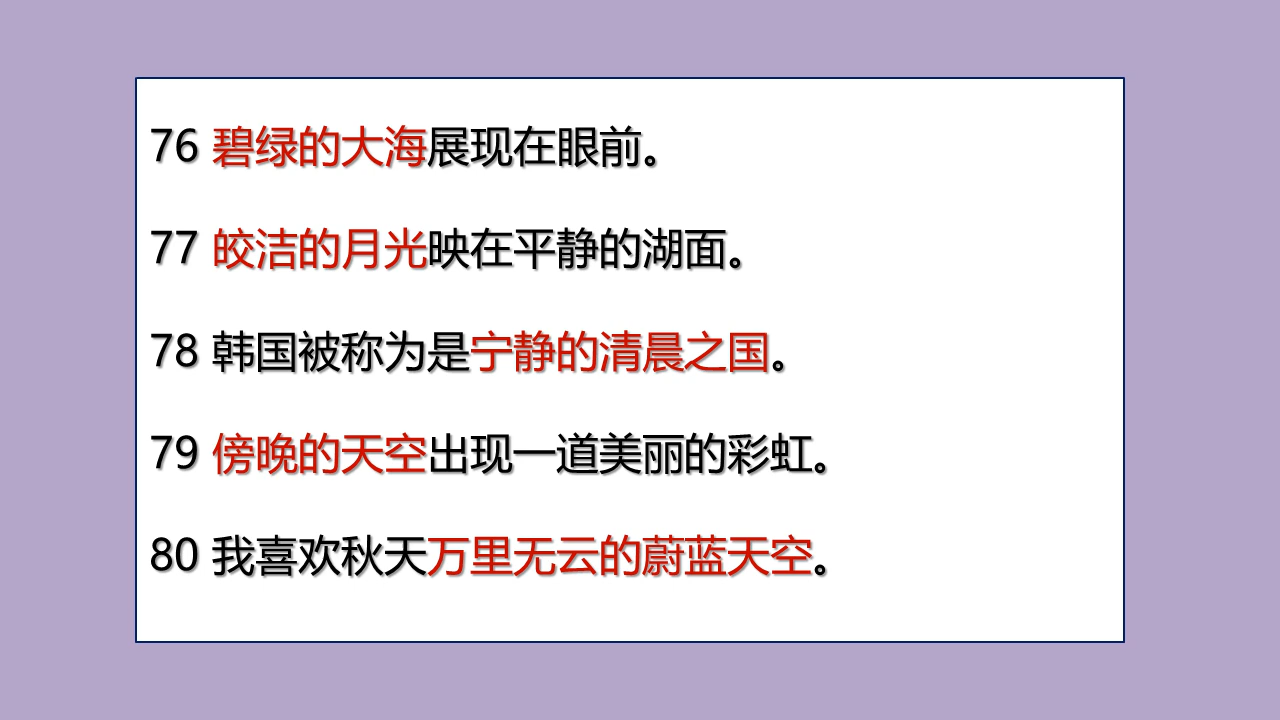 76 碧绿的大海展现在眼前。
77 皎洁的月光映在平静的湖面。
78 韩国被称为是宁静的清晨之国。
79 傍晚的天空出现一道美丽的彩虹。
80 我喜欢秋天万里无云的蔚蓝天空。